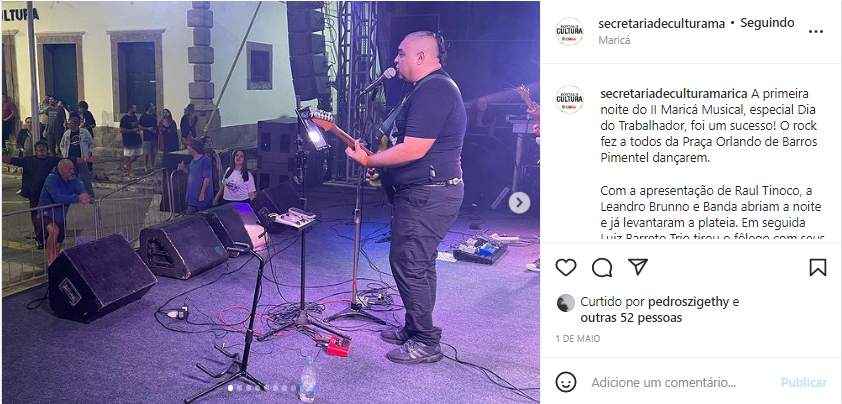 ULTURA
CULTURA
secretariadeculturama • Seguindo
Maricá
CULTURA
secretariadeculturamarica A primeira
noite do II Maricá Musical, especial Dia
do Trabalhador, foi um sucesso! O rock
fez a todos da Praça Orlando de Barros
Pimentel dançarem.
Com a apresentação de Raul Tinoco, a
Leandro Brunno e Banda abriam a noite
e já levantaram a plateia. Em seguida
Luiz Barreto Trio tirou o fôlego com seus
Curtido por pedroszigethy e
outras 52 pessoas
1 DE MAIO
Adicione um comentário...
Publicar